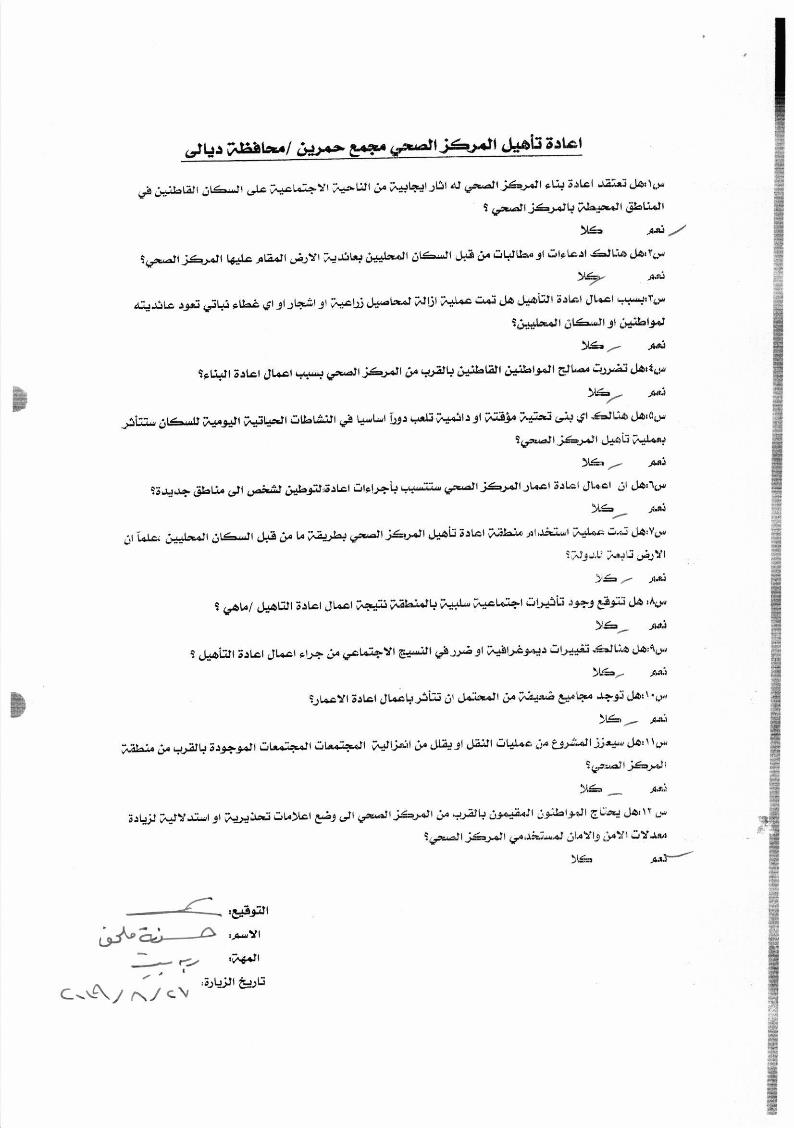 اعادة تأهيل المركز الصحي مجمع حمرين /محافظة ديالى
س١:هل تعتقد اعادة بناء المركز الصحي له اثار ايجابية من الناحية الاجتماعية على السكان القاطنين في
المناطق المحيطة بالمركز الصحي ؟
نعم كلا
س٢:هل هنالك ادعاءات او مطالبات من قبل السكان المحليين بعائدية الارض المقام عليها المركز الصحي؟
نعم كلا
س٣:بسبب اعمال اعادة التأهيل هل تمت عملية ازالة لمحاصيل زراعية او اشجار او اي غطاء نباتي تعود عائديته
لمواطنين او السكان المحليين؟
نعم كلا
س٤:هل تضررت مصالح المواطنين القاطنين بالقرب من المركز الصحي بسبب اعمال اعادة البناء؟
نعم كلا
س٥:هل هنالك اي بنى تحتية مؤقتة او دائمية تلعب دوراً اساسيا في النشاطات الحياتية اليومية للسكان ستتأثر
بعملية تأهيل المركز الصحي؟
نعم كلا
س٦:هل ان اعمال اعادة اعمار المركز الصحي ستتسبب بأجراءات اعادة التوطين لشخص الى مناطق جديدة؟
نعم كلا
س٧:هل تمت عملية استخدام منطقة اعادة تأهيل المركز الصحي بطريقة ما من قبل السكان المحليين ،علماً ان
الارض تابعة للدولة؟
نعم كلا
س٨: هل تتوقع وجود تأثيرات اجتماعية سلبية بالمنطقة نتيجة اعمال اعادة التاهيل /ماهي ؟
نعم كلا
س٩:هل هنالك تغييرات ديموغرافية او ضرر في النسيج الاجتماعي من جراء اعمال اعادة التأهيل ؟
نعم كلا
س١٠:هل توجد مجاميع ضعيفة من المحتمل ان تتأثر باعمال اعادة الاعمار؟
نعم كلا
س١١:هل سيعزز المشروع من عمليات النقل او يقلل من انعزالية المجتمعات المجتمعات الموجودة بالقرب من منطقة
المركز الصحي؟
نعم كلا
س ١٢:هل يحتاج المواطنون المقيمون بالقرب من المركز الصحي الى وضع اعلامات تحذيرية او استدلالية لزيادة
معدلات الامن والامان لمستخدمي المركز الصحي؟
نعم كلا
التوقيع:
الاسم: حسنة
المهة: ربة بيت
تاريخ الزيارة: ٢٠١٩/٨/٢٧